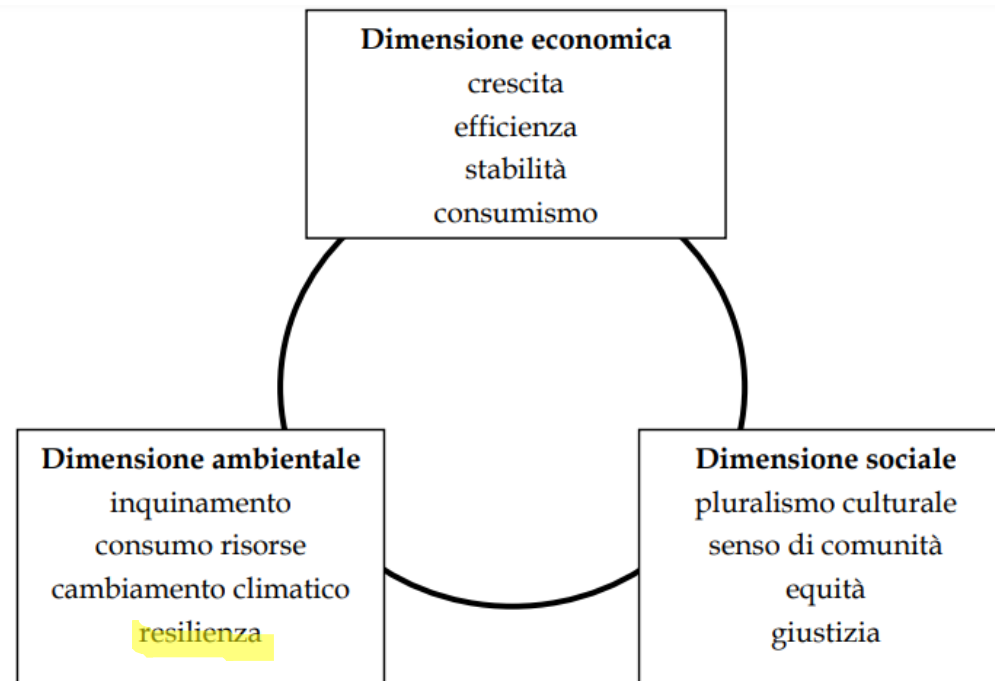 Dimensione economica
crescita
efficienza
stabilità
consumismo
Dimensione ambientale
inquinamento
consumo risorse
cambiamento climatico
resilienza
Dimensione sociale
pluralismo culturale
senso di comunità
equità
giustizia